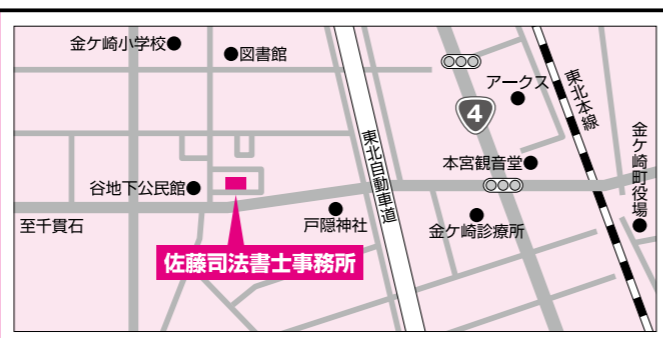 金ケ崎小学校
図書館
アークス
東北本線
4
東北自動車道
金ケ崎町役場
本宮観音堂
谷地下公民館
至千貫石
戸隠神社
金ケ崎診療所
佐藤司法書士事務所